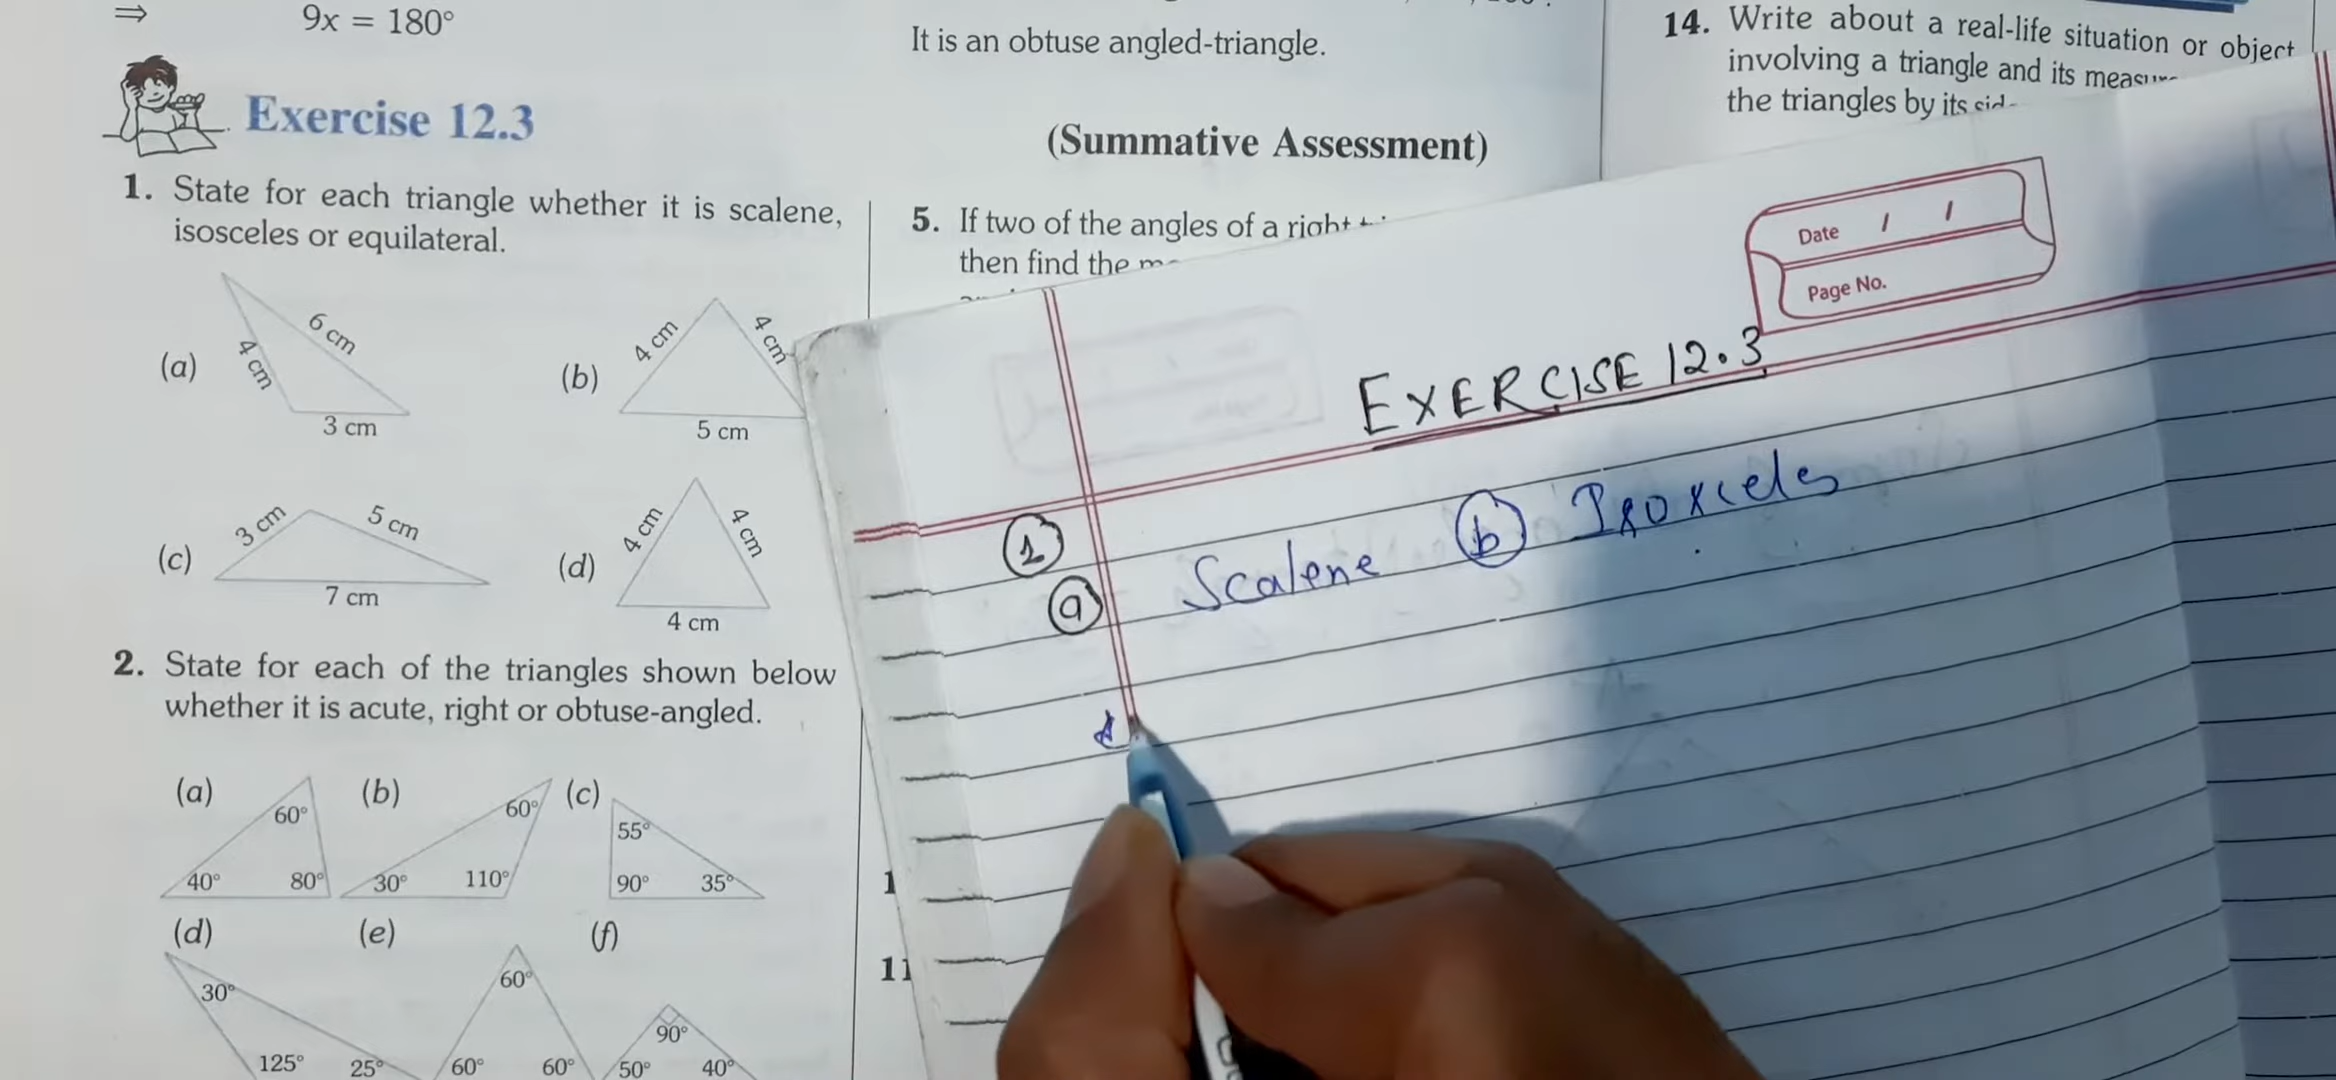 ⇒ 9x = 180°
Exercise 12.3
1. State for each triangle whether it is scalene,
isosceles or equilateral.
(a) 4 cm 6 cm 3 cm
(b) 4 cm 4 cm 5 cm
(c) 3 cm 5 cm 7 cm
(d) 4 cm 4 cm 4 cm
2. State for each of the triangles shown below
whether it is acute, right or obtuse-angled.
(a) 60° 40° 80°
(b) 60° 30° 110°
(c) 55° 90° 35°
(d) 30° 125° 25°
(e) 60° 60° 60°
(f) 90° 50° 40°
It is an obtuse angled-triangle.
(Summative Assessment)
5. If two of the angles of a right
then find the
1
11
14. Write about a real-life situation or object
involving a triangle and its
the triangles by its
Date / /
Page No.
EXERCISE 12.3
1
a Scalene b Isosceles